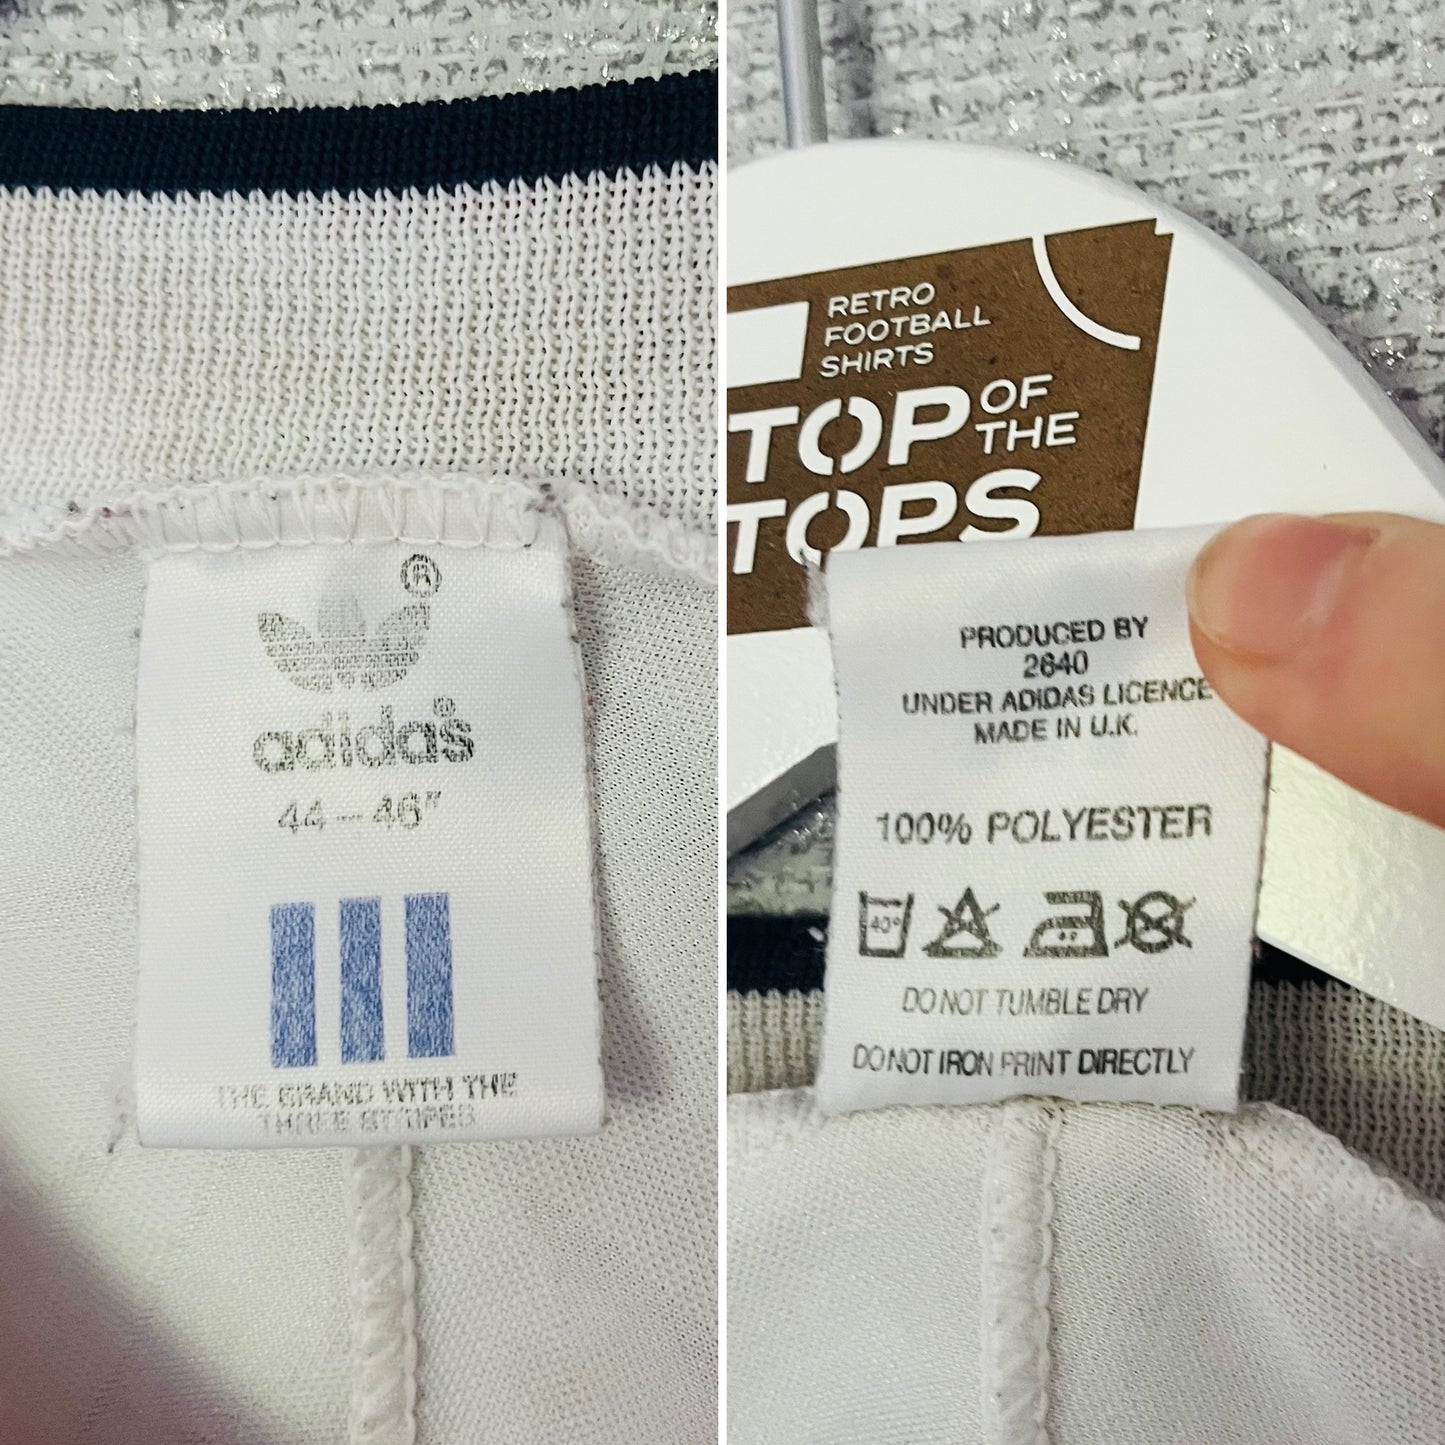 ®
adidas®
44-46"
THE BRAND WITH THE
THREE STRIPES
RETRO
FOOTBALL
SHIRTS
TOP OF
THE
TOPS
PRODUCED BY
2640
UNDER ADIDAS LICENCE
MADE IN U.K.
100% POLYESTER
40°
DO NOT TUMBLE DRY
DO NOT IRON PRINT DIRECTLY